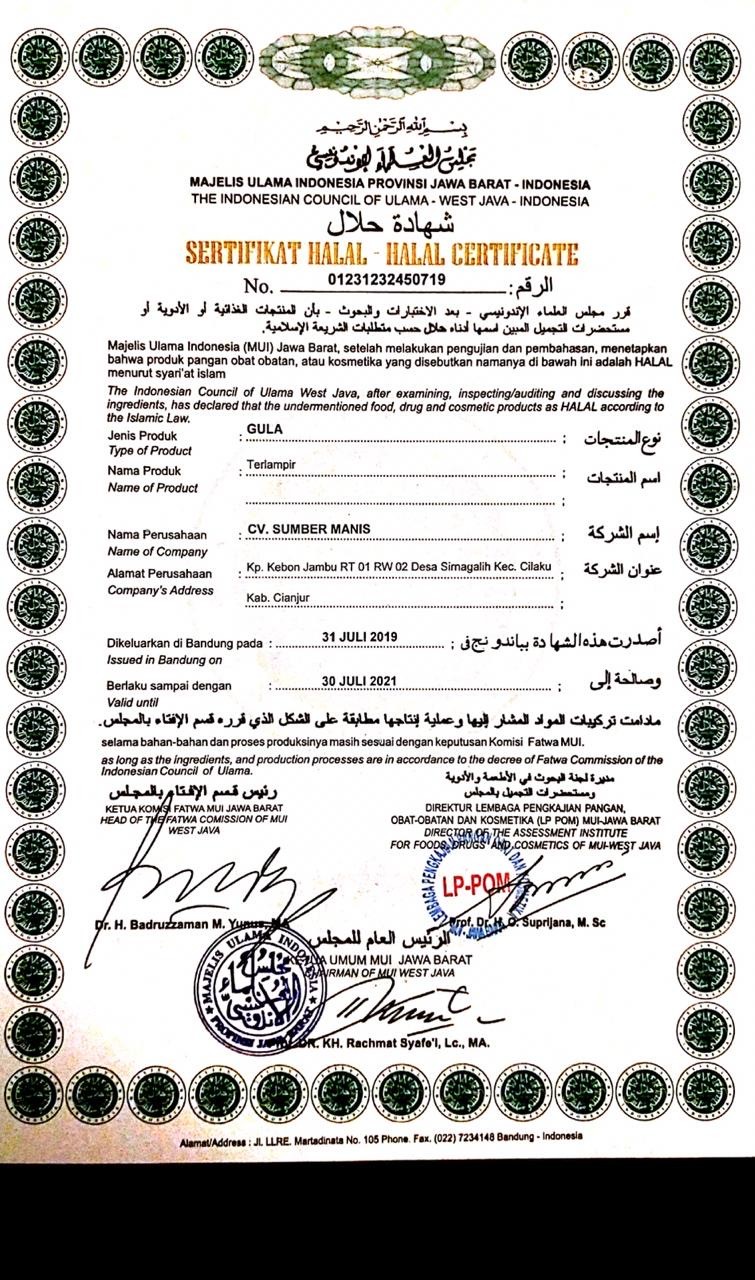 بسم الله الرحمن الرحيم
مجلس العلماء الإندونيسي
MAJELIS ULAMA INDONESIA PROVINSI JAWA BARAT - INDONESIA
THE INDONESIAN COUNCIL OF ULAMA - WEST JAVA - INDONESIA
شهادة حلال
SERTIFIKAT HALAL - HALAL CERTIFICATE
No. 01231232450719 الرقم:
قرر مجلس العلماء الإندونيسي - بعد الاختبارات والبحوث - بأن المنتجات الغذائية أو الأدوية أو
مستحضرات التجميل المبين اسمها أدناه حلال حسب متطلبات الشريعة الإسلامية.
Majelis Ulama Indonesia (MUI) Jawa Barat, setelah melakukan pengujian dan pembahasan, menetapkan
bahwa produk pangan obat obatan, atau kosmetika yang disebutkan namanya di bawah ini adalah HALAL
menurut syari'at islam
The Indonesian Council of Ulama West Java, after examining, inspecting/auditing and discussing the
ingredients, has declared that the undermentioned food, drug and cosmetic products as HALAL according to
the Islamic Law.
Jenis Produk : GULA ; نوع المنتجات
Type of Product
Nama Produk : Terlampir ; اسم المنتجات
Name of Product
Nama Perusahaan : CV. SUMBER MANIS ; إسم الشركة
Name of Company
Alamat Perusahaan : Kp. Kebon Jambu RT 01 RW 02 Desa Sirnagalih Kec. Cilaku ; عنوان الشركة
Company's Address Kab. Cianjur ;
Dikeluarkan di Bandung pada : 31 JULI 2019 ; أصدرت هذه الشهادة بباندونج في
Issued in Bandung on
Berlaku sampai dengan : 30 JULI 2021 ; وصالحة إلى
Valid until
مادامت تركيبات المواد المشار إليها وعملية إنتاجها مطابقة على الشكل الذي قرره قسم الإفتاء بالمجلس.
selama bahan-bahan dan proses produksinya masih sesuai dengan keputusan Komisi Fatwa MUI.
as long as the ingredients, and production processes are in accordance to the decree of Fatwa Commission of the
Indonesian Council of Ulama.
رئيس قسم الإفتاء بالمجلس
KETUA KOMISI FATWA MUI JAWA BARAT
HEAD OF THE FATWA COMISSION OF MUI
WEST JAVA
Dr. H. Badruzzaman M. Yunus, MA
مديرة لجنة البحوث في الأطعمة والأدوية
ومستحضرات التجميل بالمجلس
DIREKTUR LEMBAGA PENGKAJIAN PANGAN,
OBAT-OBATAN DAN KOSMETIKA (LP POM) MUI-JAWA BARAT
DIRECTOR OF THE ASSESSMENT INSTITUTE
FOR FOODS, DRUGS AND COSMETICS OF MUI-WEST JAVA
LP-POM
Prof. Dr. H. O. Suprijana, M. Sc
الرئيس العام للمجلس
KETUA UMUM MUI JAWA BARAT
CHAIRMAN OF MUI WEST JAVA
MAJELIS ULAMA INDONESIA
PROVINSI JAWA BARAT
Prof. DR. KH. Rachmat Syafe'I, Lc., MA.
Alamat/Address : Jl. LLRE. Martadinata No. 105 Phone. Fax. (022) 7234148 Bandung - Indonesia